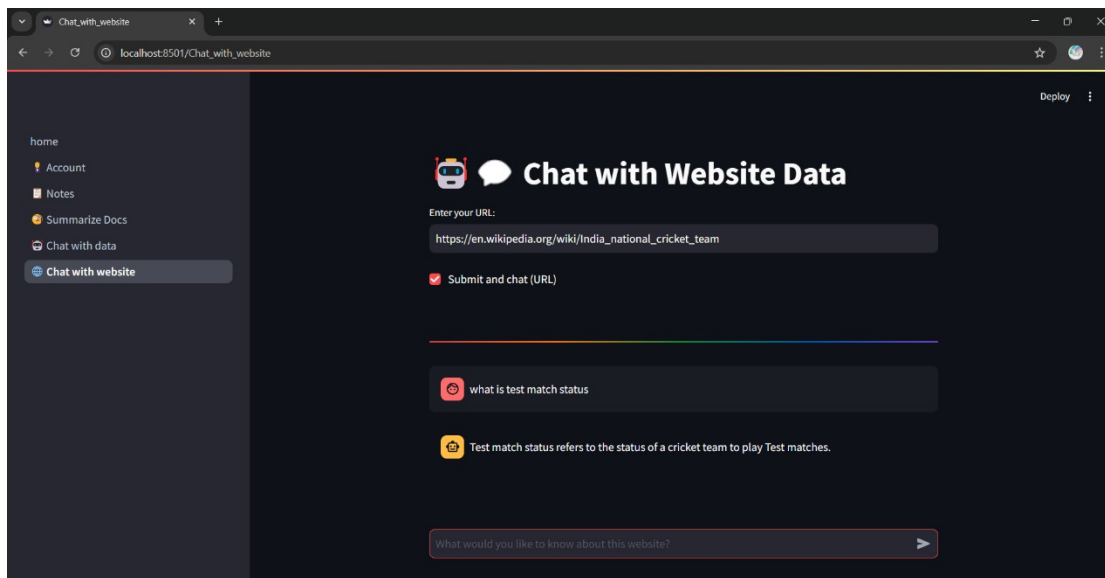 Chat_with_website
localhost:8501/Chat_with_website
Deploy
home
Account
Notes
Summarize Docs
Chat with data
Chat with website
Chat with Website Data
Enter your URL:
https://en.wikipedia.org/wiki/India_national_cricket_team
Submit and chat (URL)
what is test match status
Test match status refers to the status of a cricket team to play Test matches.
What would you like to know about this website?